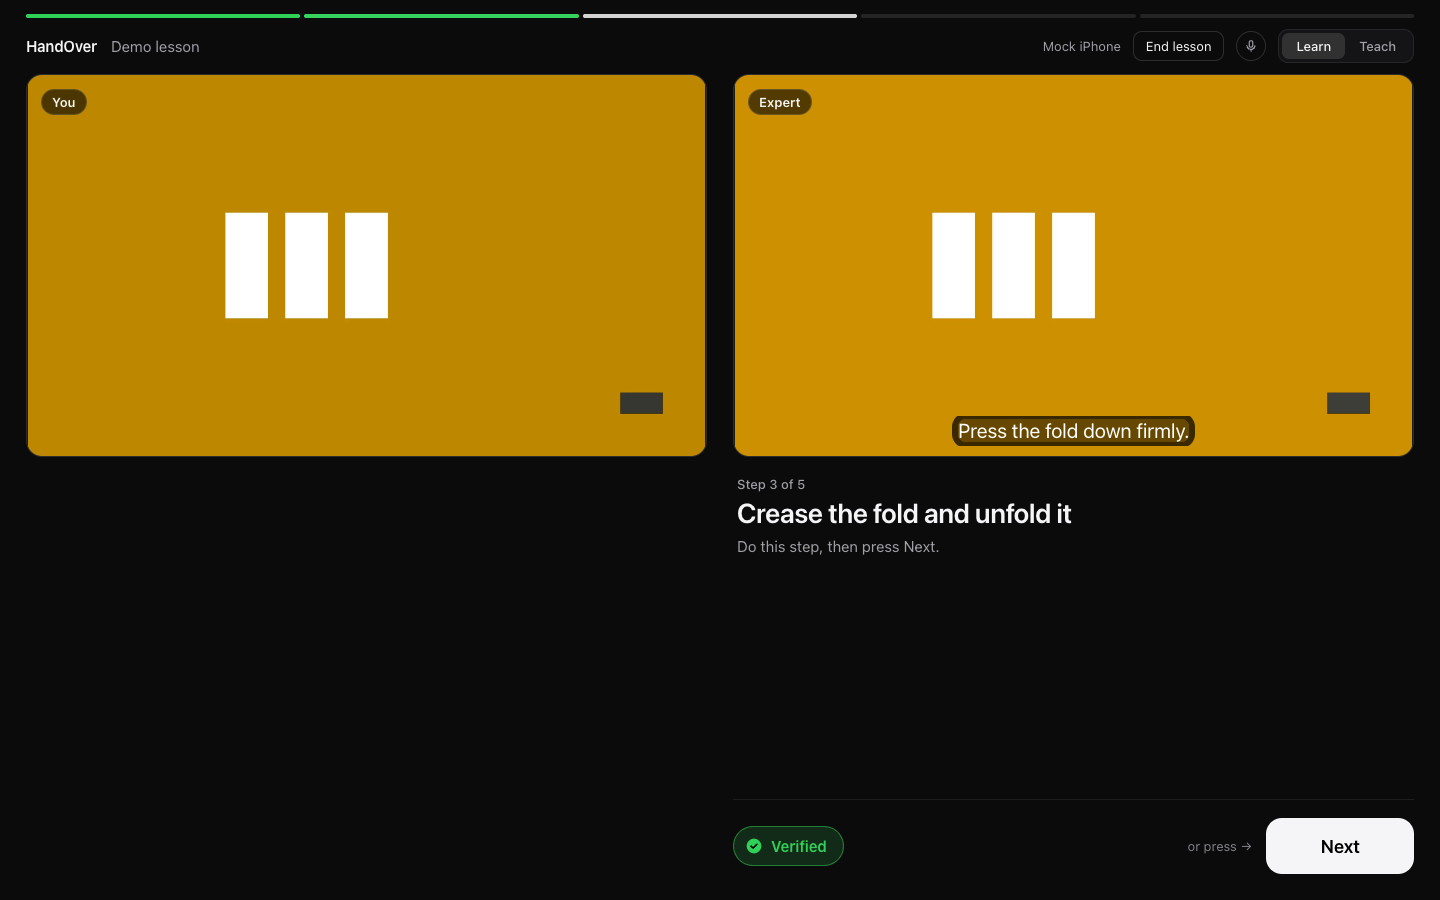 HandOver Demo lesson
Mock iPhone End lesson Learn Teach
You
Expert
Press the fold down firmly.
Step 3 of 5
Crease the fold and unfold it
Do this step, then press Next.
Verified
or press → Next